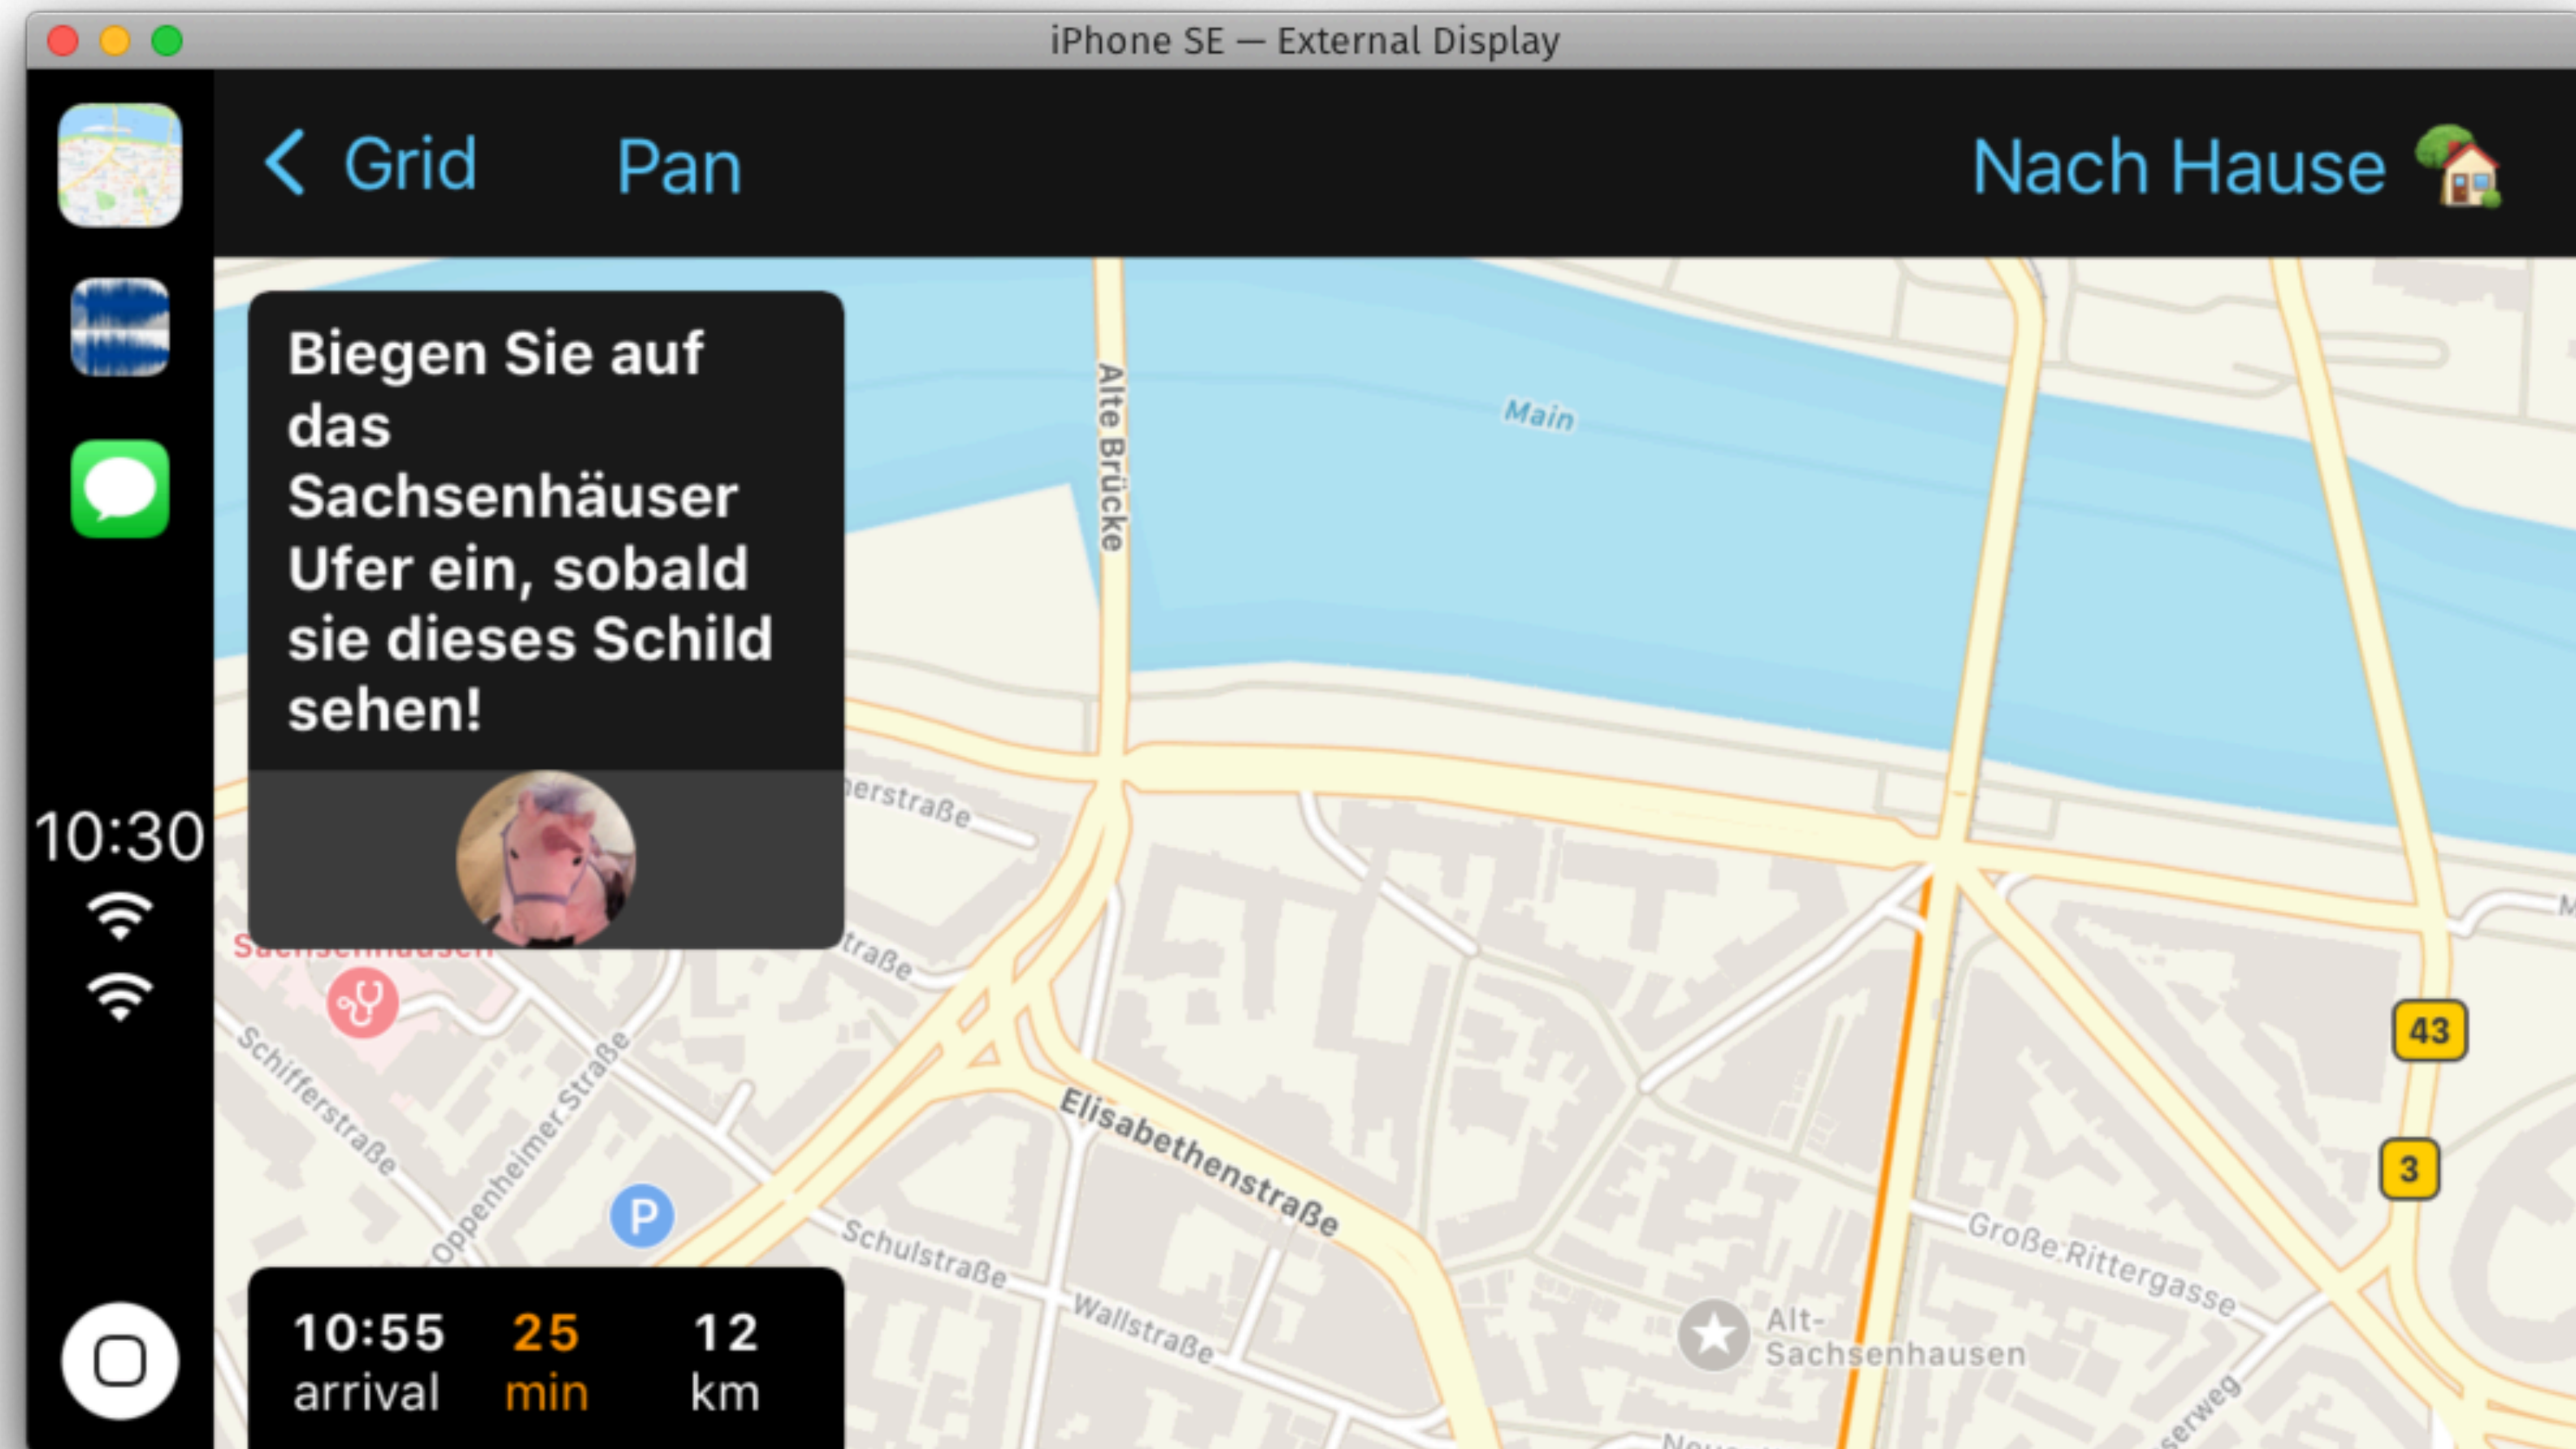 iPhone SE — External Display
Grid
Pan
Nach Hause
Biegen Sie auf
das
Sachsenhäuser
Ufer ein, sobald
sie dieses Schild
sehen!
10:30
10:55
arrival
25
min
12
km
Alte Brücke
Main
Sachsenhausen
Schifferstraße
Oppenheimer Straße
P
Schulstraße
Wallstraße
Elisabethenstraße
Große Rittergasse
43
3
Alt-
Sachsenhausen